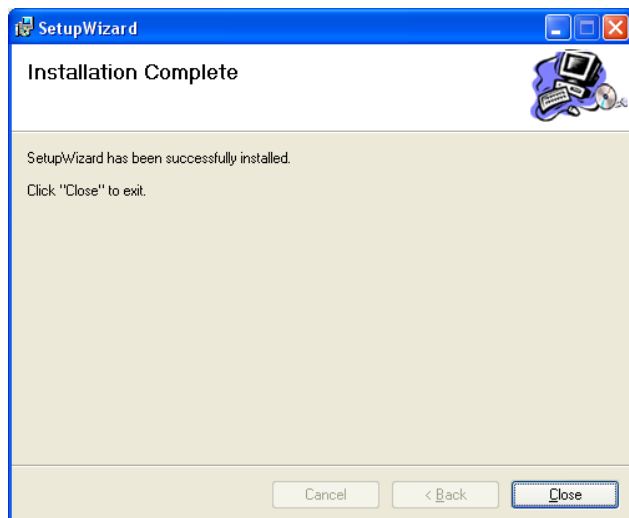 SetupWizard
Installation Complete
SetupWizard has been successfully installed.
Click "Close" to exit.
Cancel
< Back
Close